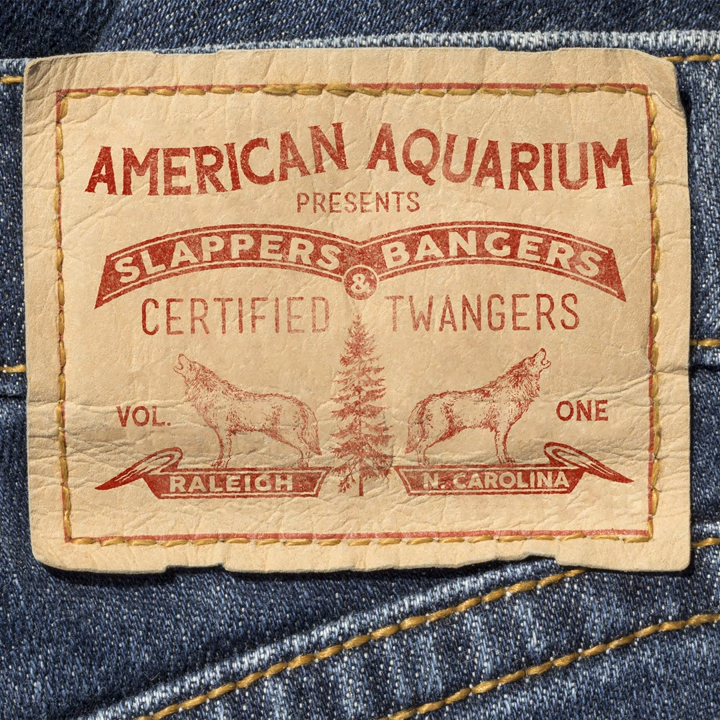 AMERICAN AQUARIUM
PRESENTS
SLAPPERS & BANGERS
CERTIFIED TWANGERS
VOL. ONE
RALEIGH N. CAROLINA